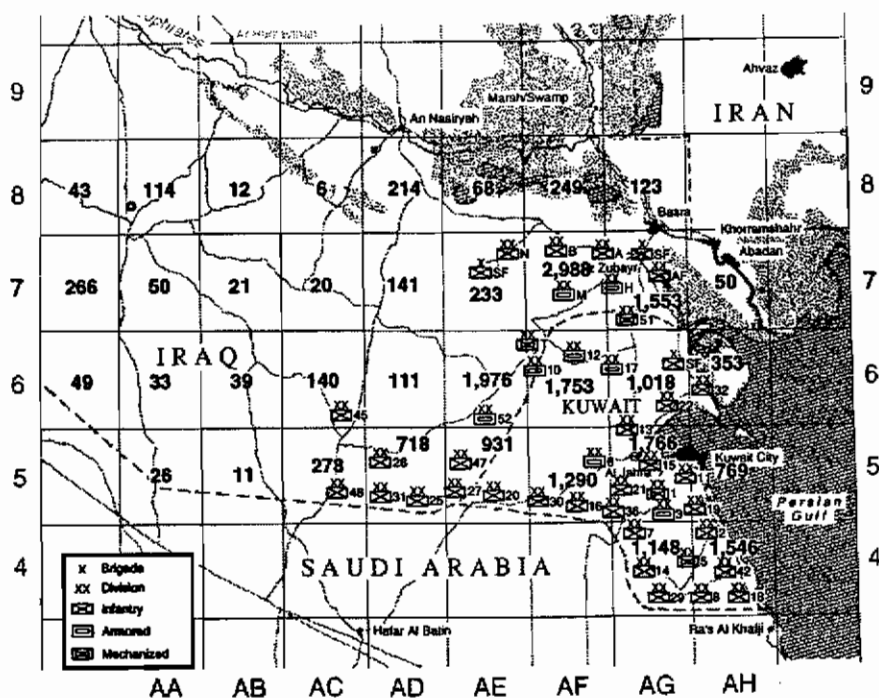 9 9
Ahvaz
Marsh/Swamp
An Nasiriyah
IRAN
8 43 114 12 6 214 68 249 123 8
Basra
Khorramshahr
Abadan
N B A SF
SF
2,988
Zubayr
AF
7 266 50 21 20 141 233 M H 50 7
1,553
51
IRAQ
12
353
10 17
6 49 33 39 140 111 1,976 1,753 1,018 32 6
KUWAIT
45 52
13
718 931 1,766
Kuwait City
5 26 11 278 26 47 6 15 769 5
1,290 Al Jahra
11
48 31 25 27 20 30 16 36 21 1 3 19
Persian
Gulf
7 2
4 SAUDI ARABIA 1,148 5 1,546 4
14 42
29 8 18
x Brigade
xx Division
Infantry
Armored
Mechanized
Hafar Al Batin
Ra's Al Khafji
AA AB AC AD AE AF AG AH